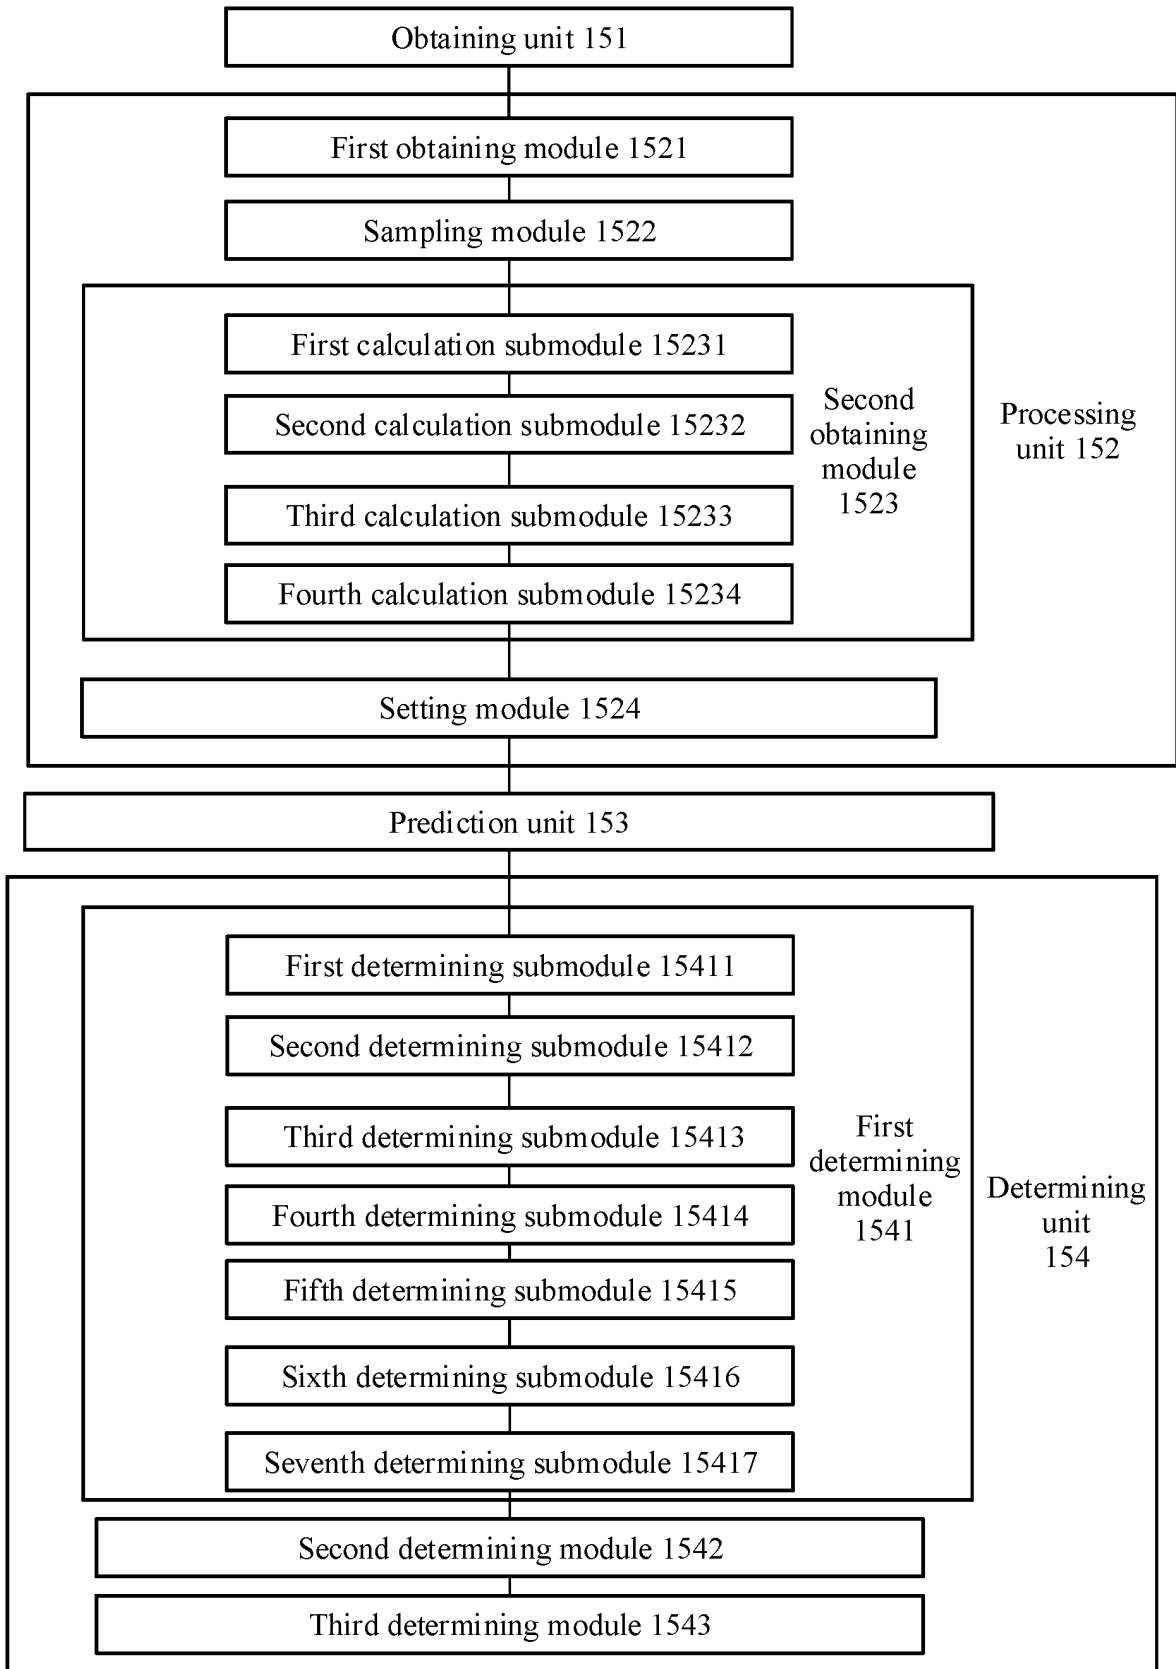 Obtaining unit 151
First obtaining module 1521
Sampling module 1522
First calculation submodule 15231
Second calculation submodule 15232
Third calculation submodule 15233
Fourth calculation submodule 15234
Second
obtaining
module
1523
Processing
unit 152
Setting module 1524
Prediction unit 153
First determining submodule 15411
Second determining submodule 15412
Third determining submodule 15413
Fourth determining submodule 15414
Fifth determining submodule 15415
Sixth determining submodule 15416
Seventh determining submodule 15417
First
determining
module
1541
Determining
unit
154
Second determining module 1542
Third determining module 1543